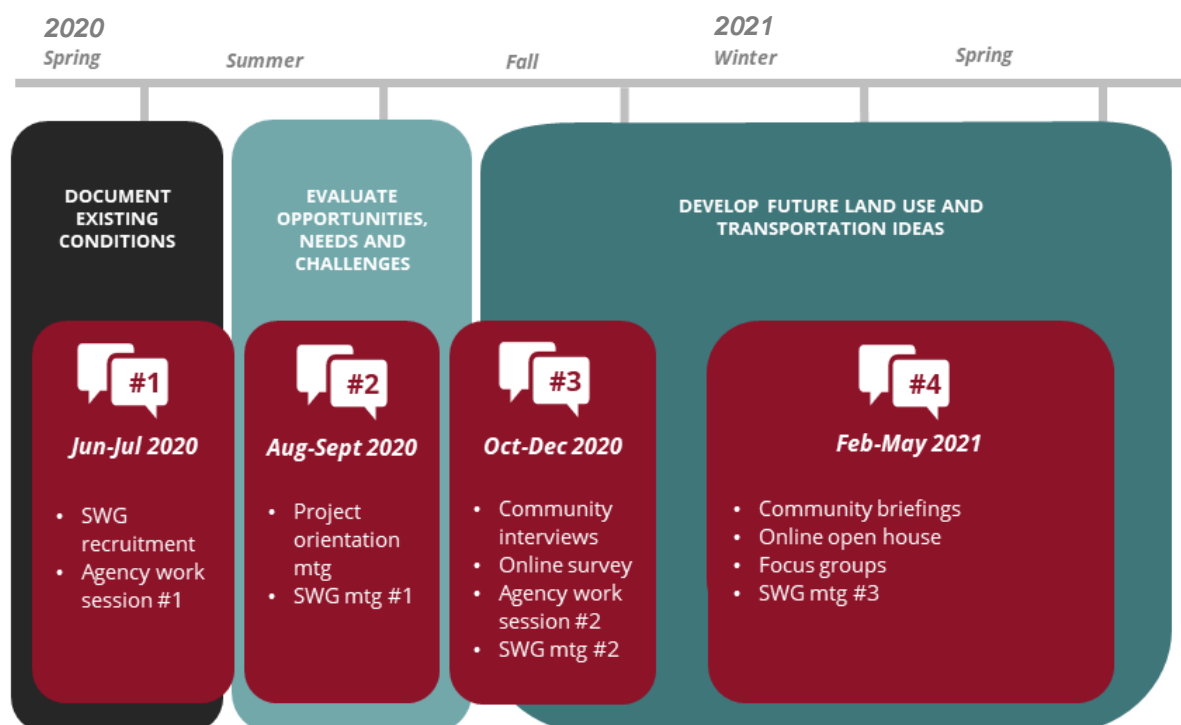 2020
2021
Spring
Summer
Fall
Winter
Spring
DOCUMENT
EXISTING
CONDITIONS
EVALUATE
OPPORTUNITIES,
NEEDS AND
CHALLENGES
DEVELOP FUTURE LAND USE AND
TRANSPORTATION IDEAS
#1
Jun-Jul 2020
• SWG
recruitment
• Agency work
session #1
#2
Aug-Sept 2020
• Project
orientation
mtg
• SWG mtg #1
#3
Oct-Dec 2020
• Community
interviews
• Online survey
• Agency work
session #2
• SWG mtg #2
#4
Feb-May 2021
• Community briefings
• Online open house
• Focus groups
• SWG mtg #3